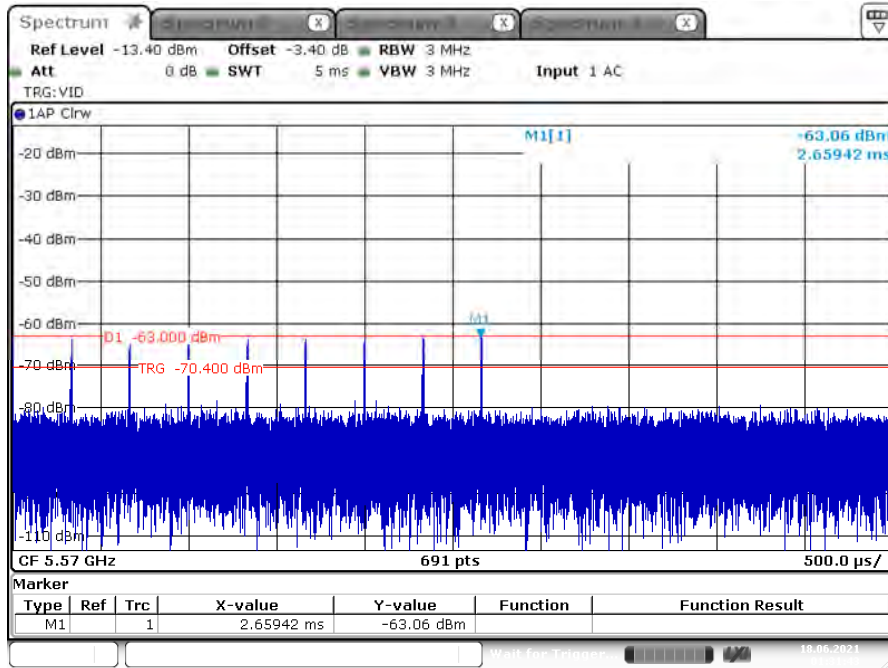 Spectrum
Ref Level -13.40 dBm Offset -3.40 dB RBW 3 MHz
Att 0 dB SWT 5 ms VBW 3 MHz Input 1 AC
TRG:VID
1AP Clrw
M1[1] -63.06 dBm
2.65942 ms
-20 dBm
-30 dBm
-40 dBm
-50 dBm
-60 dBm
M1
D1 -63.000 dBm
-70 dBm
TRG -70.400 dBm
-80 dBm
-110 dBm
CF 5.57 GHz 691 pts 500.0 µs/
Marker
Type Ref Trc X-value Y-value Function Function Result
M1 1 2.65942 ms -63.06 dBm
Wait for Trigger...
18.06.2021